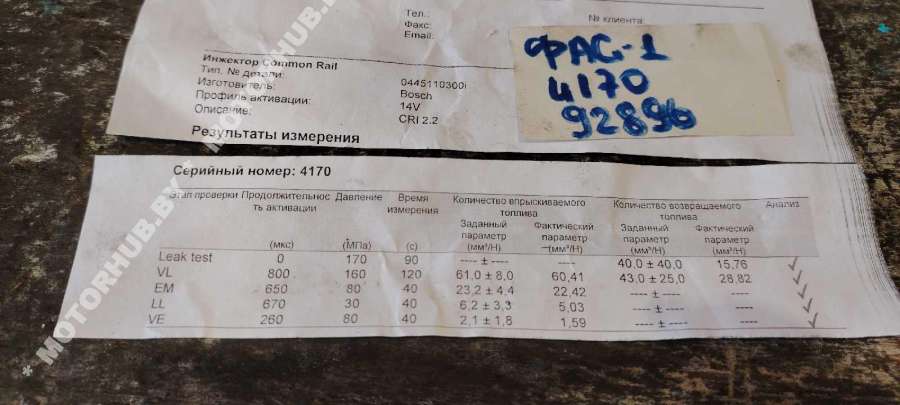 Тел.:
Факс:
Email:
№ клиента:
ФАС-1
4170
92896
Инжектор Common Rail
Тип. № детали: 0445110300
Изготовитель: Bosch
Профиль активации: 14V
Описание: CRI 2.2
Результаты измерения
Серийный номер: 4170
Этап проверки Продолжительнос ть активации (мкс) Давление (МПа) Время измерения (с) Количество впрыскиваемого топлива Заданный параметр (мм³/H) Фактический параметр (мм³/H) Количество возвращаемого топлива Заданный параметр (мм³/H) Фактический параметр (мм³/H) Анализ
Leak test 0 170 90 ---- ± ---- ---- 40,0 ± 40,0 15,76 ✓
VL 800 160 120 61,0 ± 8,0 60,41 43,0 ± 25,0 28,82 ✓
EM 650 80 40 23,2 ± 4,4 22,42 ---- ± ---- ---- ✓
LL 670 30 40 6,2 ± 3,3 5,03 ---- ± ---- ---- ✓
VE 260 80 40 2,1 ± 1,8 1,59 ---- ± ---- ---- ✓
* MOTORHUB.BY * MOTORHUB.BY